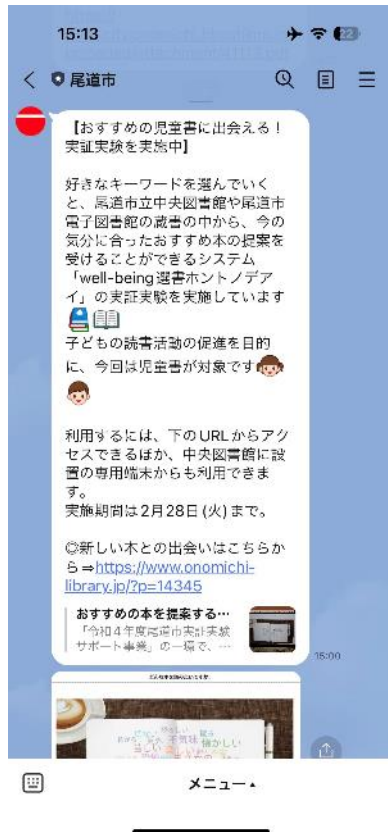 15:13
22
尾道市
【おすすめの児童書に出会える！
実証実験を実施中】
好きなキーワードを選んでいく
と、尾道市立中央図書館や尾道市
電子図書館の蔵書の中から、今の
気分に合ったおすすめ本の提案を
受けることができるシステム
「well-being選書ホントノデア
イ」の実証実験を実施しています
子どもの読書活動の促進を目的
に、今回は児童書が対象です
利用するには、下のURLからアク
セスできるほか、中央図書館に設
置の専用端末からも利用できま
す。
実施期間は2月28日(火)まで。
◎新しい本との出会いはこちらか
ら⇒https://www.onomichi-
library.jp/?p=14345
おすすめの本を提案する…
「令和４年度尾道市実証実験
サポート事業」の一環で、…
15:00
不気味
懐かしい
メニュー